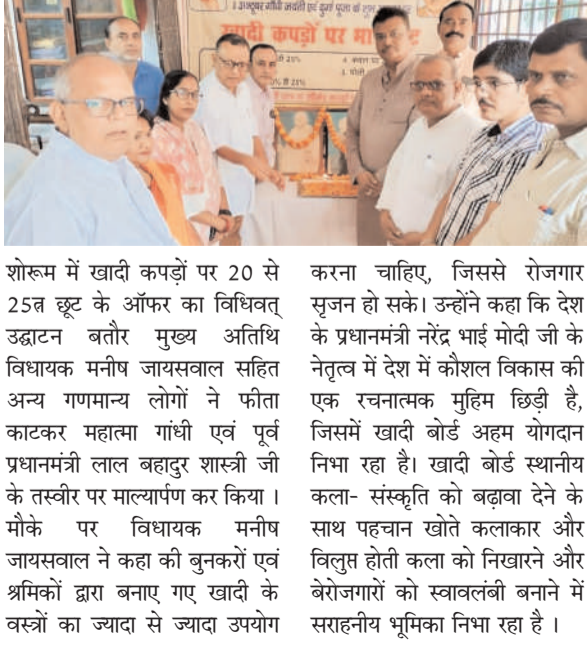 खादी कपड़ों पर
शोरूम में खादी कपड़ों पर 20 से
25त्न छूट के ऑफर का विधिवत्
उद्घाटन बतौर मुख्य अतिथि
विधायक मनीष जायसवाल सहित
अन्य गणमान्य लोगों ने फीता
काटकर महात्मा गांधी एवं पूर्व
प्रधानमंत्री लाल बहादुर शास्त्री जी
के तस्वीर पर माल्यार्पण कर किया ।
मौके पर विधायक मनीष
जायसवाल ने कहा की बुनकरों एवं
श्रमिकों द्वारा बनाए गए खादी के
वस्त्रों का ज्यादा से ज्यादा उपयोग
करना चाहिए, जिससे रोजगार
सृजन हो सके। उन्होंने कहा कि देश
के प्रधानमंत्री नरेंद्र भाई मोदी जी के
नेतृत्व में देश में कौशल विकास की
एक रचनात्मक मुहिम छिड़ी है,
जिसमें खादी बोर्ड अहम योगदान
निभा रहा है। खादी बोर्ड स्थानीय
कला- संस्कृति को बढ़ावा देने के
साथ पहचान खोते कलाकार और
विलुप्त होती कला को निखारने और
बेरोजगारों को स्वावलंबी बनाने में
सराहनीय भूमिका निभा रहा है ।